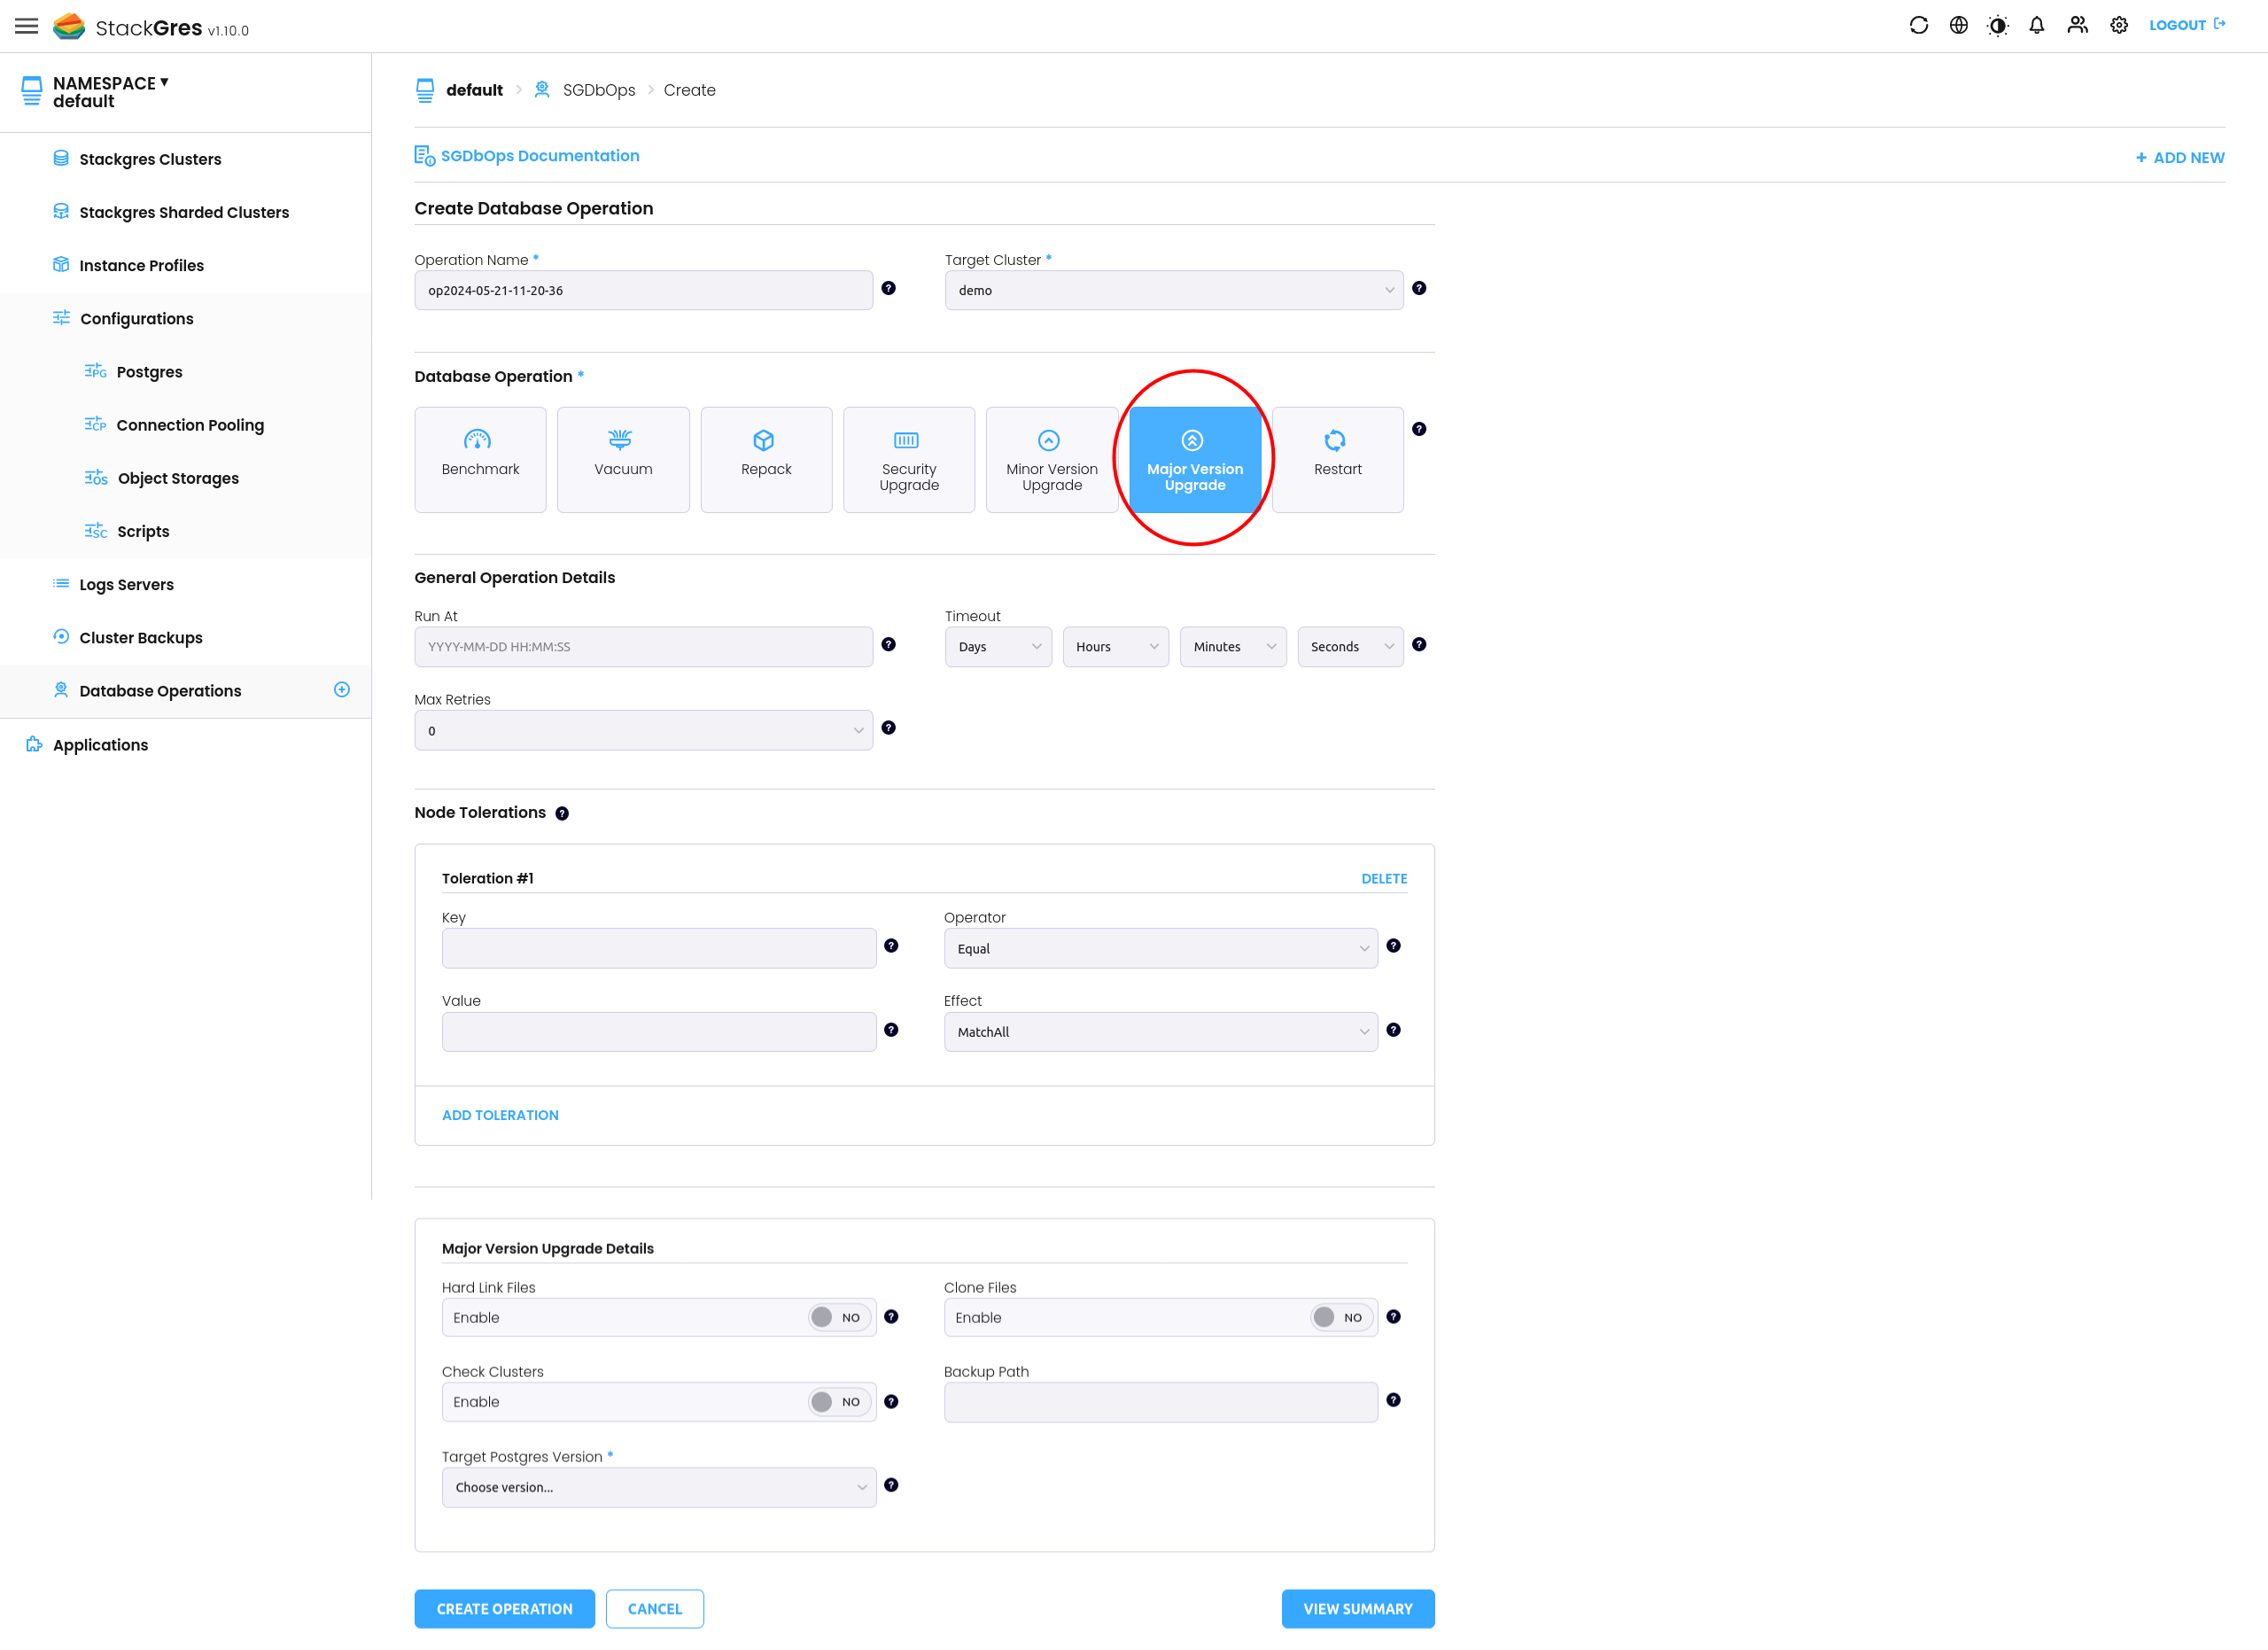 StackGres v1.10.0
LOGOUT
NAMESPACE ▾
default
Stackgres Clusters
Stackgres Sharded Clusters
Instance Profiles
Configurations
PG Postgres
CP Connection Pooling
OS Object Storages
SC Scripts
Logs Servers
Cluster Backups
Database Operations
Applications
default > SGDbOps > Create
SGDbOps Documentation
+ ADD NEW
Create Database Operation
Operation Name *
op2024-05-21-11-20-36
Target Cluster *
demo
Database Operation *
Benchmark
Vacuum
Repack
Security
Upgrade
Minor Version
Upgrade
Major Version
Upgrade
Restart
General Operation Details
Run At
YYYY-MM-DD HH:MM:SS
Timeout
Days
Hours
Minutes
Seconds
Max Retries
0
Node Tolerations
Toleration #1
DELETE
Key
Operator
Equal
Value
Effect
MatchAll
ADD TOLERATION
Major Version Upgrade Details
Hard Link Files
Enable
NO
Clone Files
Enable
NO
Check Clusters
Enable
NO
Backup Path
Target Postgres Version *
Choose version...
CREATE OPERATION
CANCEL
VIEW SUMMARY